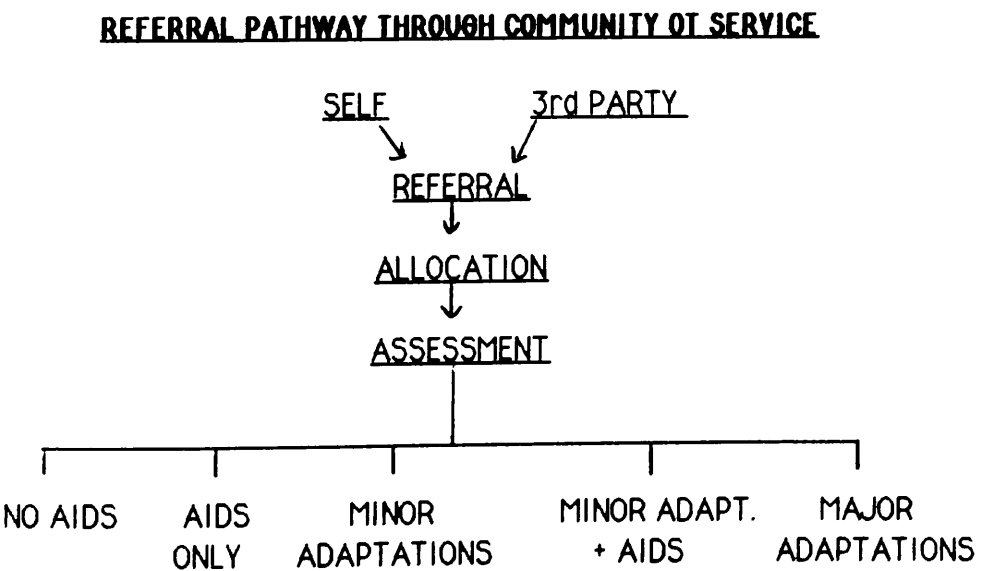 REFERRAL PATHWAY THROUGH COMMUNITY OT SERVICE
SELF
3rd PARTY
REFERRAL
ALLOCATION
ASSESSMENT
NO AIDS
AIDS
ONLY
MINOR
ADAPTATIONS
MINOR ADAPT.
+ AIDS
MAJOR
ADAPTATIONS